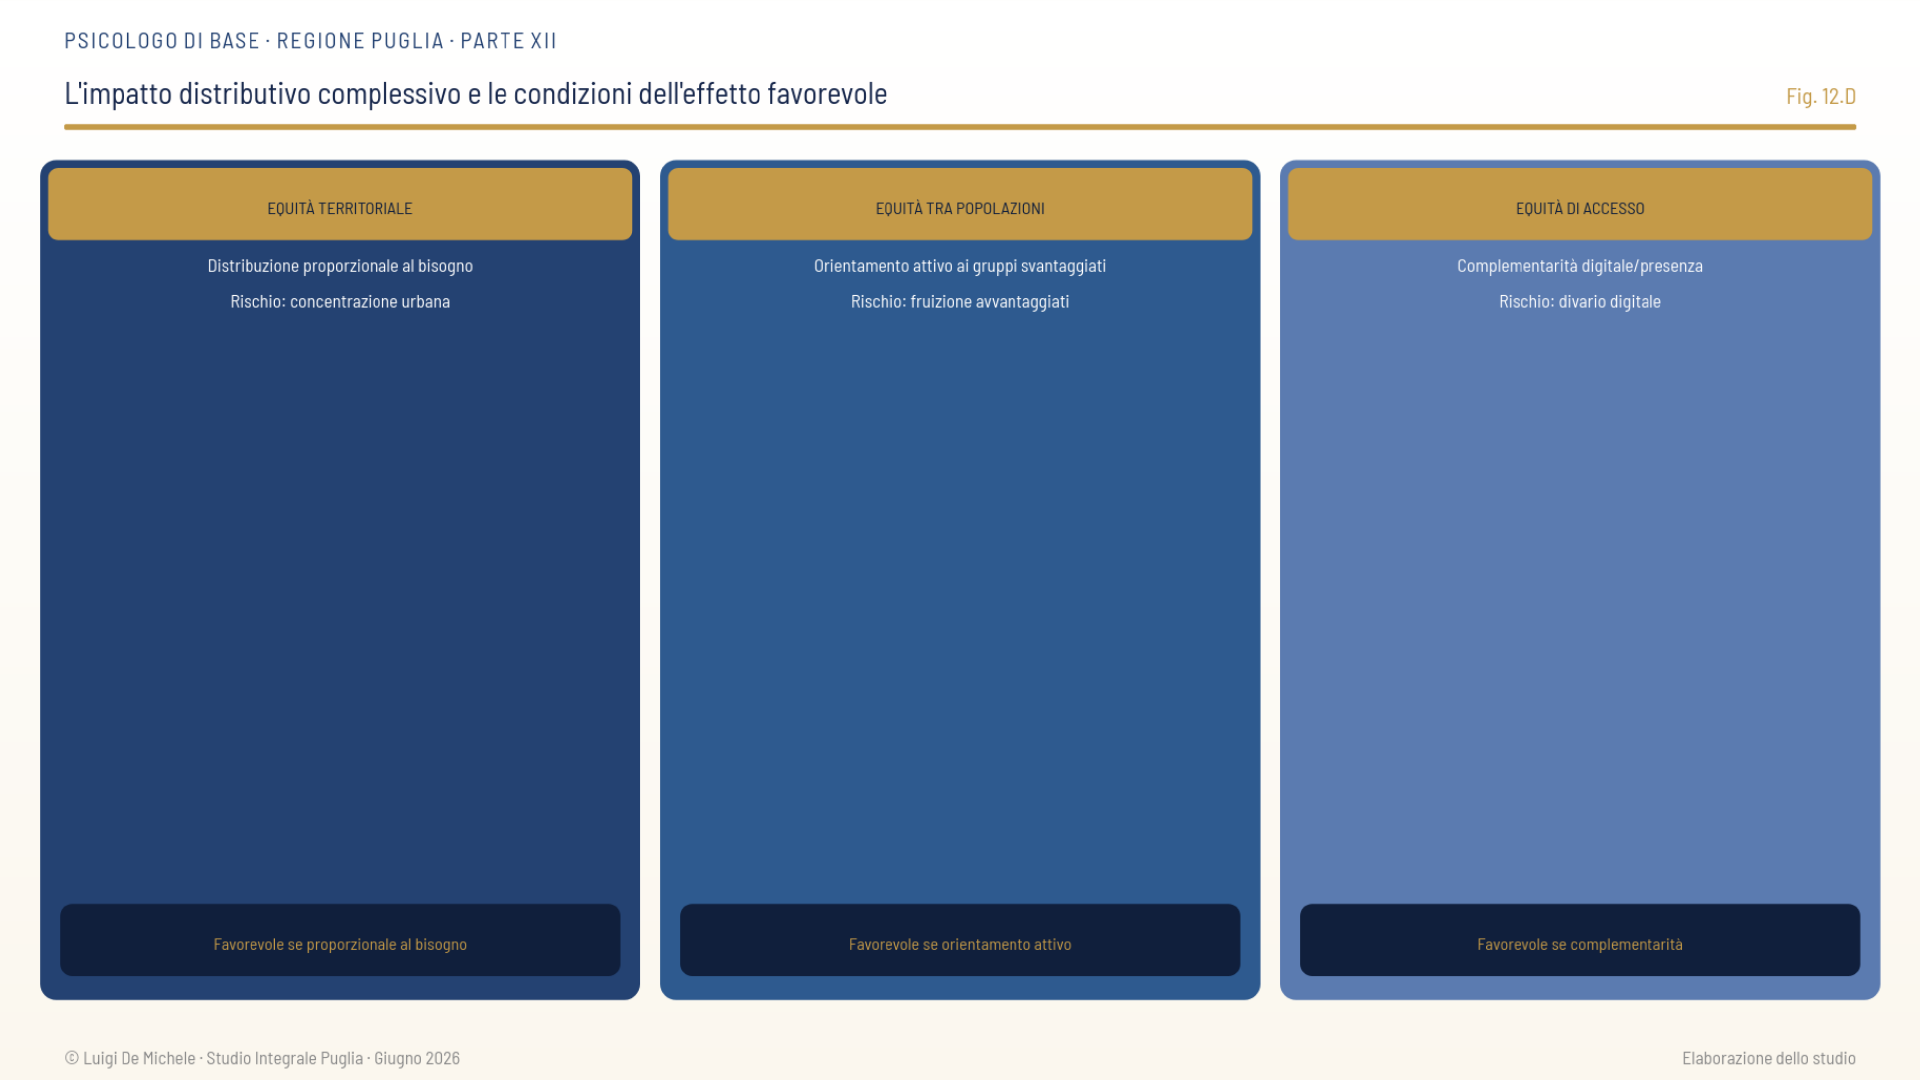 PSICOLOGO DI BASE · REGIONE PUGLIA · PARTE XII
L'impatto distributivo complessivo e le condizioni dell'effetto favorevole
Fig. 12.D
EQUITÀ TERRITORIALE
Distribuzione proporzionale al bisogno
Rischio: concentrazione urbana
Favorevole se proporzionale al bisogno
EQUITÀ TRA POPOLAZIONI
Orientamento attivo ai gruppi svantaggiati
Rischio: fruizione avvantaggiati
Favorevole se orientamento attivo
EQUITÀ DI ACCESSO
Complementarità digitale/presenza
Rischio: divario digitale
Favorevole se complementarità
© Luigi De Michele · Studio Integrale Puglia · Giugno 2026
Elaborazione dello studio